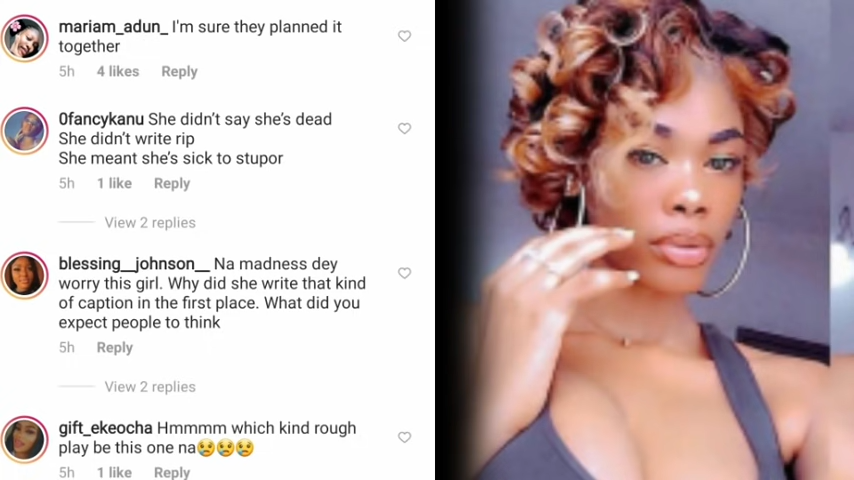 mariam_adun_ I'm sure they planned it
together
5h 4 likes Reply
0fancykanu She didn't say she's dead
She didn't write rip
She meant she's sick to stupor
5h 1 like Reply
View 2 replies
blessing__johnson__ Na madness dey
worry this girl. Why did she write that kind
of caption in the first place. What did you
expect people to think
5h Reply
View 2 replies
gift_ekeocha Hmmmm which kind rough
play be this one na😢😢😢
5h 1 like Reply